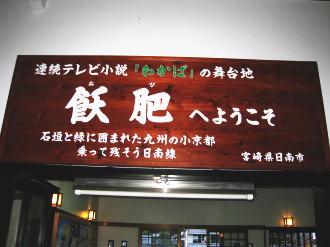 連続テレビ小説「わかば」の舞台地
おび
飫肥へようこそ
石垣と緑に囲まれた九州の小京都
乗って残そう日南線
宮崎県日南市